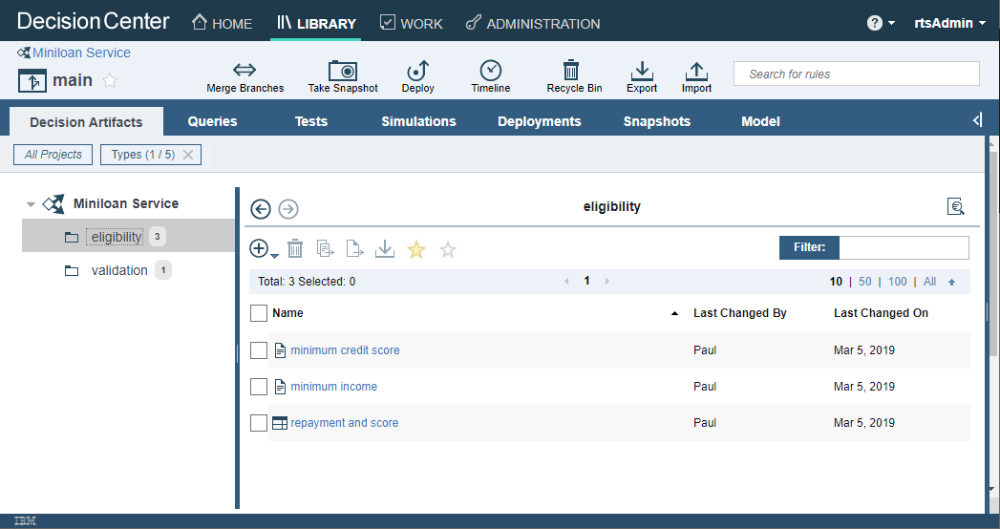 Decision Center HOME LIBRARY WORK ADMINISTRATION ? rtsAdmin
Miniloan Service
main
Merge Branches Take Snapshot Deploy Timeline Recycle Bin Export Import Search for rules
Decision Artifacts Queries Tests Simulations Deployments Snapshots Model
All Projects Types (1 / 5)
Miniloan Service
eligibility 3
validation 1
eligibility
Filter:
Total: 3 Selected: 0 1 10 | 50 | 100 | All
Name Last Changed By Last Changed On
minimum credit score Paul Mar 5, 2019
minimum income Paul Mar 5, 2019
repayment and score Paul Mar 5, 2019
IBM